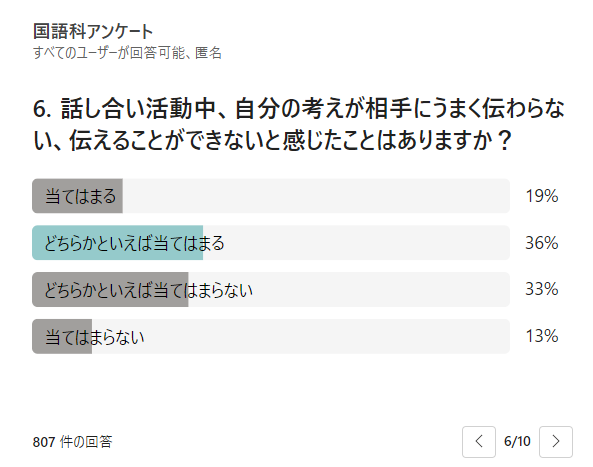 国語科アンケート
すべてのユーザーが回答可能、匿名
6. 話し合い活動中、自分の考えが相手にうまく伝わらな
い、伝えることができないと感じたことはありますか？
当てはまる 19%
どちらかといえば当てはまる 36%
どちらかといえば当てはまらない 33%
当てはまらない 13%
807 件の回答 6/10